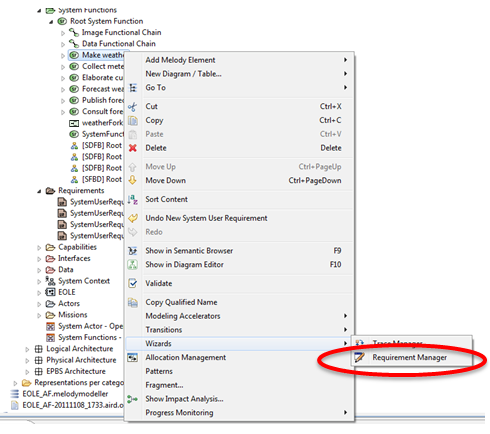 System Functions
Root System Function
Image Functional Chain
Data Functional Chain
Make weathe
Collect mete
Elaborate cu
Forecast wea
Publish forec
Consult forec
weatherFork
SystemFunct
[SDFB] Root
[SDFB] Root
[SDFB] Root
[SFBD] Root
Requirements
SystemUserRequ
SystemUserRequ
SystemUserRequ
Capabilities
Interfaces
Data
System Context
EOLE
Actors
Missions
System Actor - Ope
System Functions -
Logical Architecture
Physical Architecture
EPBS Architecture
Representations per catego
EOLE_AF.melodymodeller
EOLE_AF-20111108_1733.aird.o
Add Melody Element
New Diagram / Table...
Go To
Cut Ctrl+X
Copy Ctrl+C
Paste Ctrl+V
Delete Delete
Move Up Ctrl+PageUp
Move Down Ctrl+PageDown
Sort Content
Undo New System User Requirement
Redo
Show in Semantic Browser F9
Show in Diagram Editor F10
Validate
Copy Qualified Name
Modeling Accelerators
Transitions
Wizards
Allocation Management
Patterns
Fragment...
Show Impact Analysis...
Progress Monitoring
Trace Manager
Requirement Manager